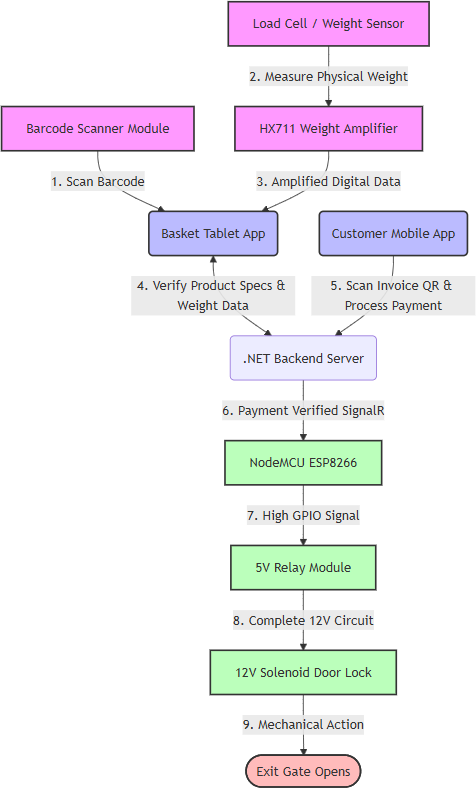 Load Cell / Weight Sensor
2. Measure Physical Weight
Barcode Scanner Module
HX711 Weight Amplifier
1. Scan Barcode
3. Amplified Digital Data
Basket Tablet App
Customer Mobile App
4. Verify Product Specs &
Weight Data
5. Scan Invoice QR &
Process Payment
.NET Backend Server
6. Payment Verified SignalR
NodeMCU ESP8266
7. High GPIO Signal
5V Relay Module
8. Complete 12V Circuit
12V Solenoid Door Lock
9. Mechanical Action
Exit Gate Opens